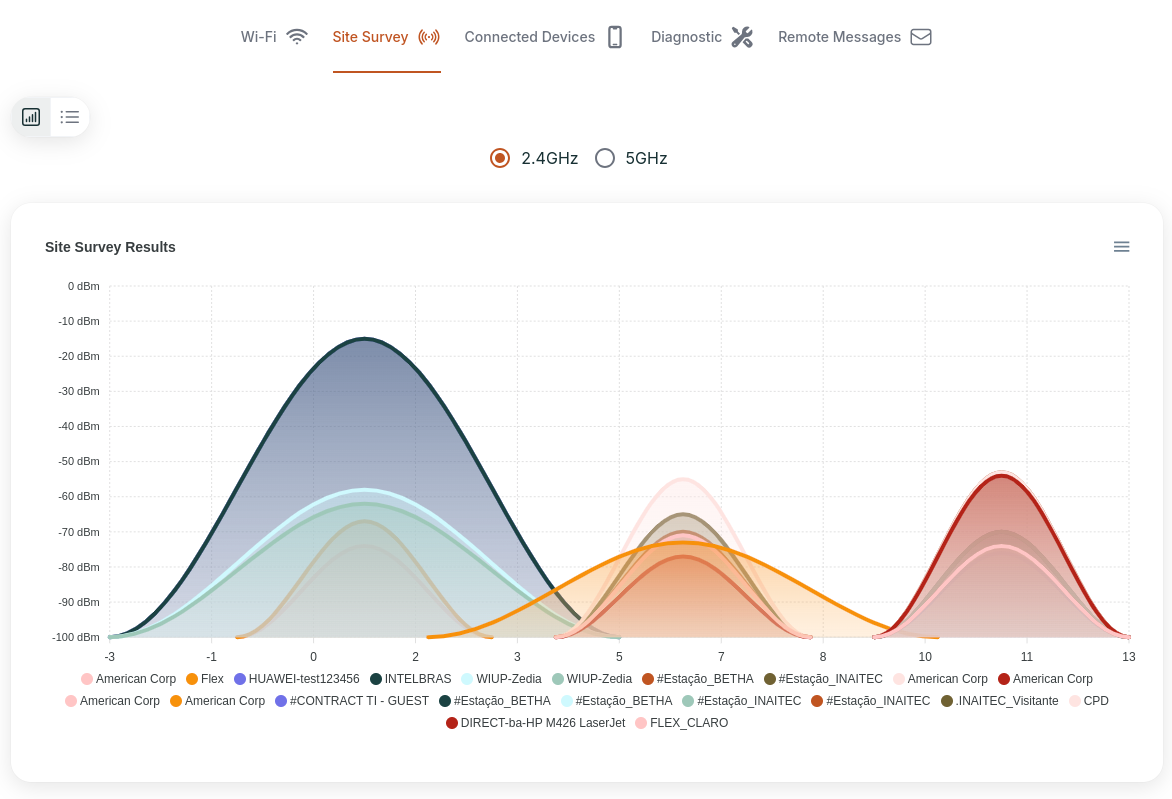 Wi-Fi Site Survey Connected Devices Diagnostic Remote Messages
2.4GHz 5GHz
Site Survey Results
0 dBm
-10 dBm
-20 dBm
-30 dBm
-40 dBm
-50 dBm
-60 dBm
-70 dBm
-80 dBm
-90 dBm
-100 dBm
-3 -1 0 2 3 5 7 8 10 11 13
American Corp Flex HUAWEI-test123456 INTELBRAS WIUP-Zedia WIUP-Zedia #Estação_BETHA #Estação_INAITEC American Corp American Corp
American Corp American Corp #CONTRACT TI - GUEST #Estação_BETHA #Estação_BETHA #Estação_INAITEC #Estação_INAITEC .INAITEC_Visitante CPD
DIRECT-ba-HP M426 LaserJet FLEX_CLARO